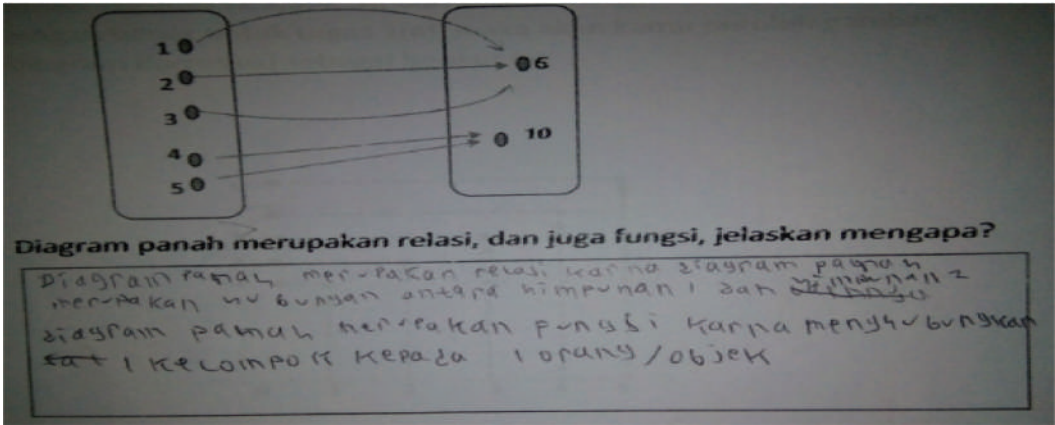 1
2
3
4
5
6
10
Diagram panah merupakan relasi, dan juga fungsi, jelaskan mengapa?
Diagram panah merupakan relasi karna diagram panah
merupakan hubungan antara himpunan 1 dan himpunan 2
diagram panah merupakan fungsi karna menghubungkan
1 kelompok kepada 1 orang/objek